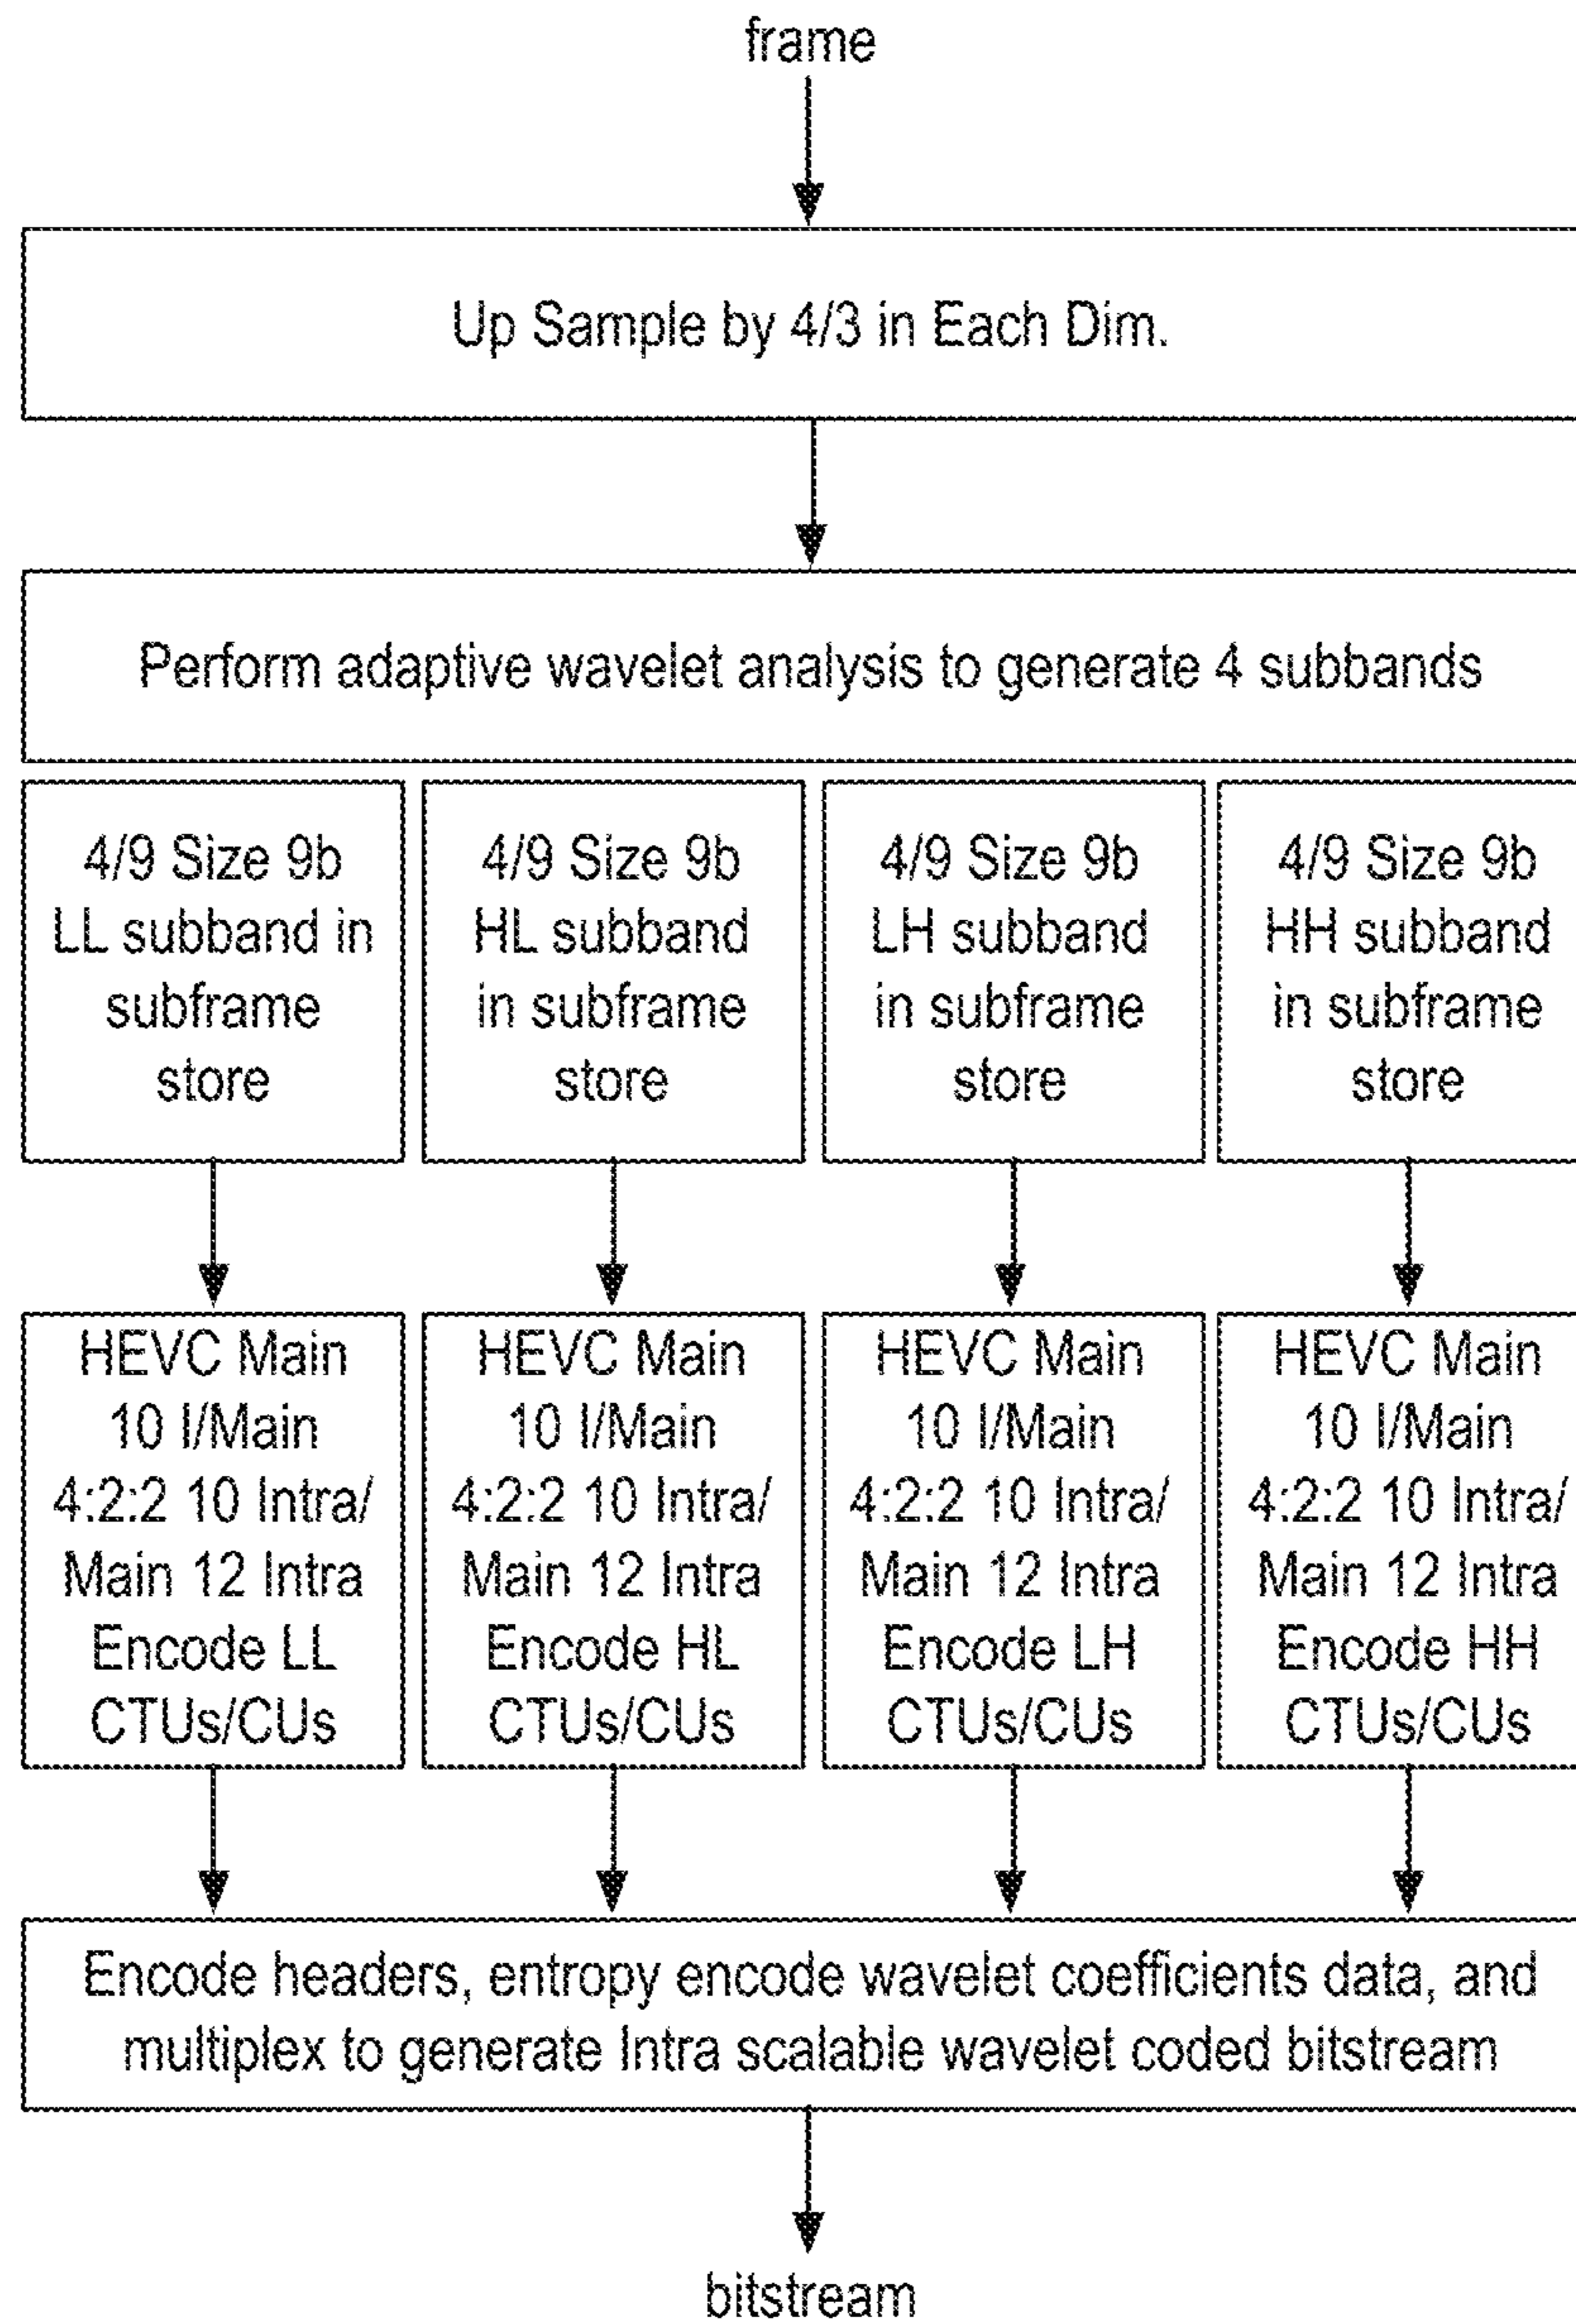 frame
Up Sample by 4/3 in Each Dim.
Perform adaptive wavelet analysis to generate 4 subbands
4/9 Size 9b
LL subband in
subframe
store
4/9 Size 9b
HL subband
in subframe
store
4/9 Size 9b
LH subband
in subframe
store
4/9 Size 9b
HH subband
in subframe
store
HEVC Main
10 I/Main
4:2:2 10 Intra/
Main 12 Intra
Encode LL
CTUs/CUs
HEVC Main
10 I/Main
4:2:2 10 Intra/
Main 12 Intra
Encode HL
CTUs/CUs
HEVC Main
10 I/Main
4:2:2 10 Intra/
Main 12 Intra
Encode LH
CTUs/CUs
HEVC Main
10 I/Main
4:2:2 10 Intra/
Main 12 Intra
Encode HH
CTUs/CUs
Encode headers, entropy encode wavelet coefficients data, and
multiplex to generate Intra scalable wavelet coded bitstream
bitstream